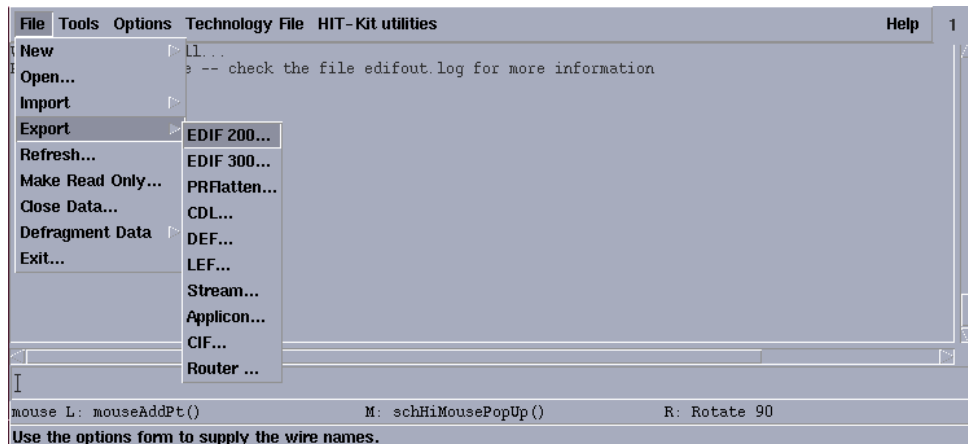 File Tools Options Technology File HIT-Kit utilities Help 1
New
ll...
Open...
e -- check the file edifout.log for more information
Import
Export
Refresh...
Make Read Only...
Close Data...
Defragment Data
Exit...
EDIF 200...
EDIF 300...
PRFlatten...
CDL...
DEF...
LEF...
Stream...
Applicon...
CIF...
Router ...
mouse L: mouseAddPt() M: schHiMousePopUp() R: Rotate 90
Use the options form to supply the wire names.